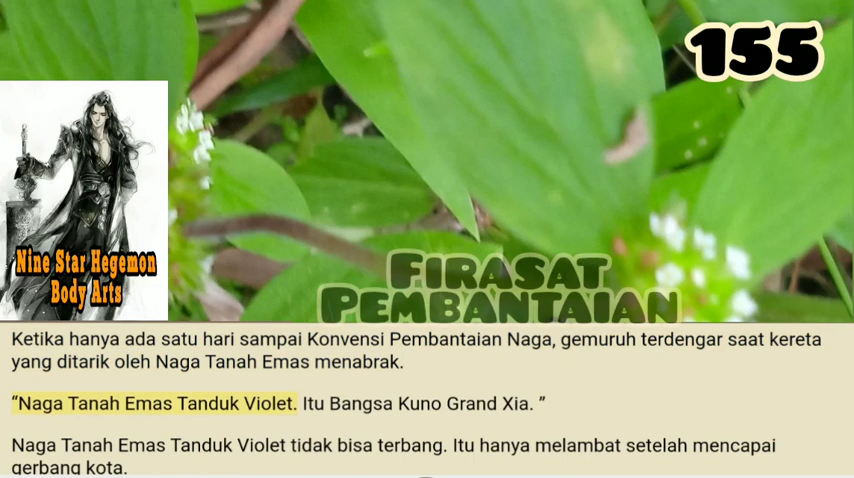 155
Nine Star Hegemon
Body Arts
FIRASAT
PEMBANTAIAN
Ketika hanya ada satu hari sampai Konvensi Pembantaian Naga, gemuruh terdengar saat kereta
yang ditarik oleh Naga Tanah Emas menabrak.
“Naga Tanah Emas Tanduk Violet. Itu Bangsa Kuno Grand Xia. ”
Naga Tanah Emas Tanduk Violet tidak bisa terbang. Itu hanya melambat setelah mencapai
gerbang kota.